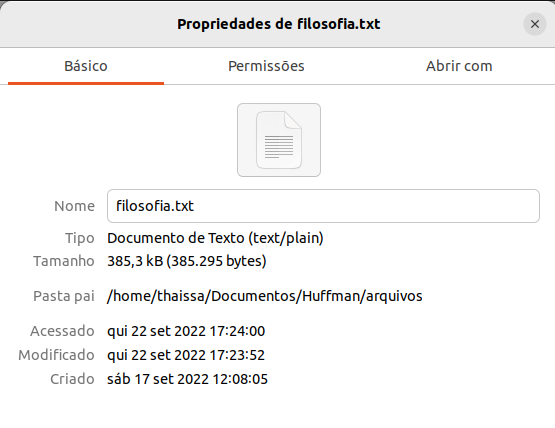 Propriedades de filosofia.txt
Básico Permissões Abrir com
Nome filosofia.txt
Tipo Documento de Texto (text/plain)
Tamanho 385,3 kB (385.295 bytes)
Pasta pai /home/thaissa/Documentos/Huffman/arquivos
Acessado qui 22 set 2022 17:24:00
Modificado qui 22 set 2022 17:23:52
Criado sáb 17 set 2022 12:08:05